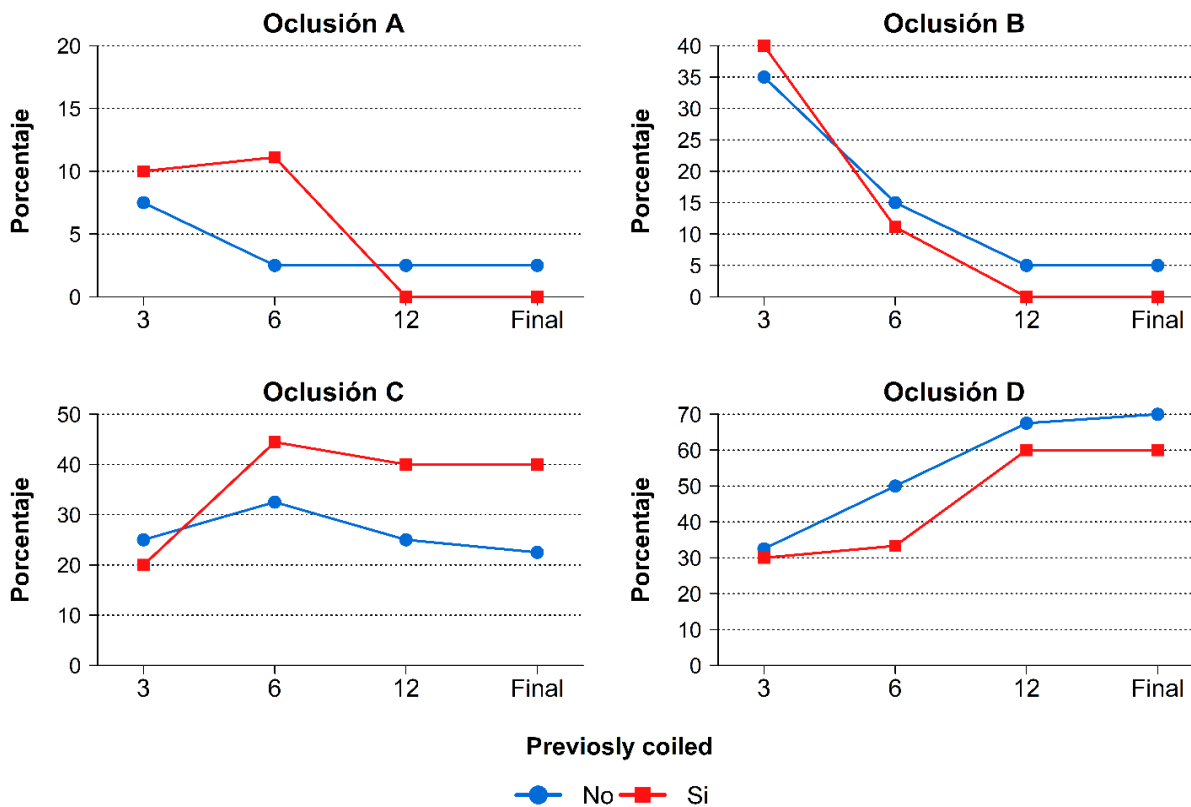 Oclusión A
Porcentaje
20
15
10
5
0
3 6 12 Final
Oclusión B
Porcentaje
40
35
30
25
20
15
10
5
0
3 6 12 Final
Oclusión C
Porcentaje
50
40
30
20
10
0
3 6 12 Final
Oclusión D
Porcentaje
70
60
50
40
30
20
10
0
3 6 12 Final
Previosly coiled
No Si